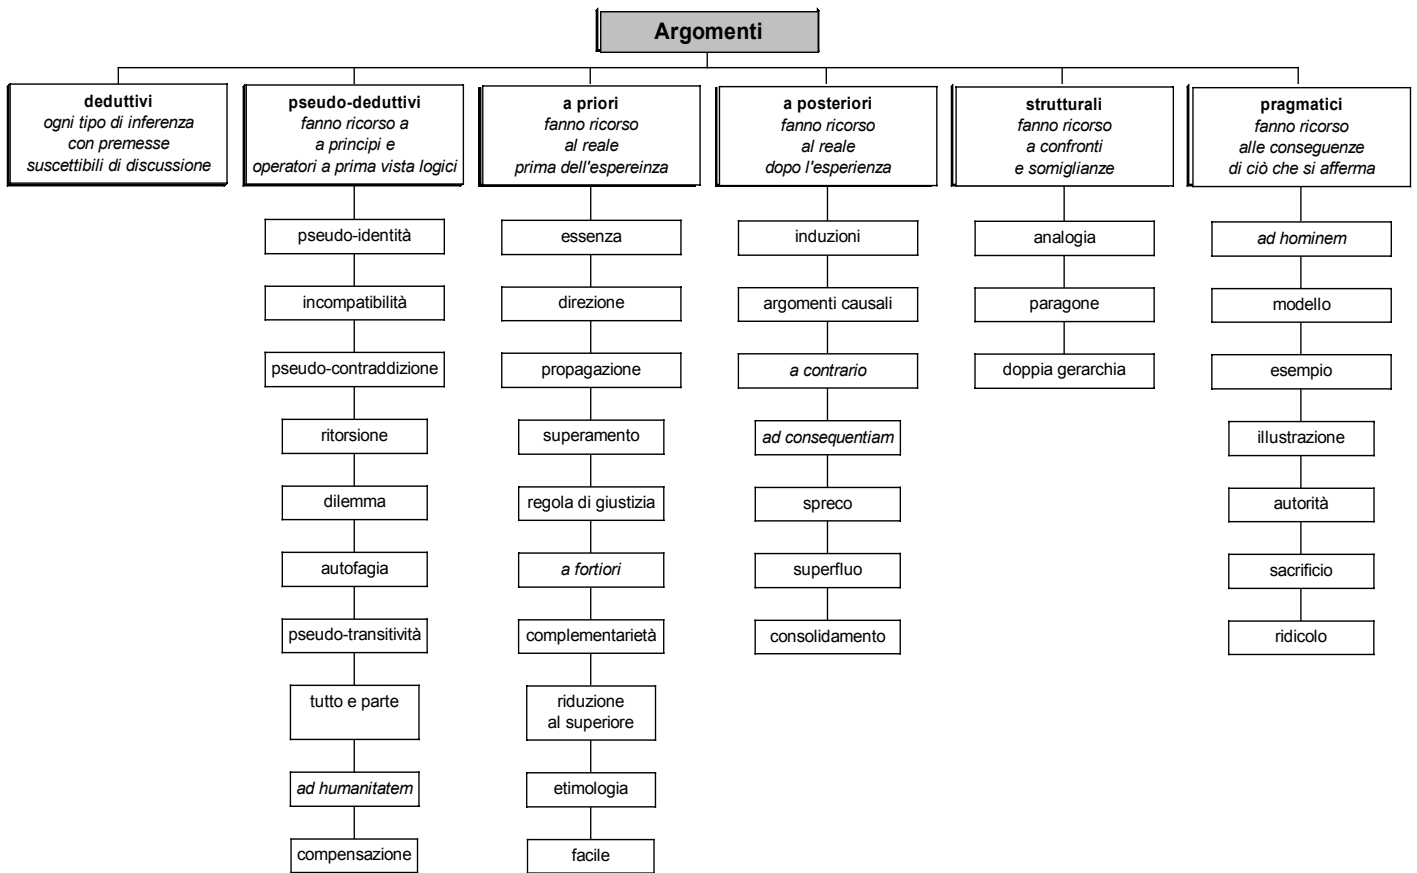 Argomenti
deduttivi
ogni tipo di inferenza
con premesse
suscettibili di discussione
pseudo-deduttivi
fanno ricorso a
a principi e
operatori a prima vista logici
a priori
fanno ricorso
al reale
prima dell'espereinza
a posteriori
fanno ricorso
al reale
dopo l'esperienza
strutturali
fanno ricorso
a confronti
e somiglianze
pragmatici
fanno ricorso
alle conseguenze
di ciò che si afferma
pseudo-identità
incompatibilità
pseudo-contraddizione
ritorsione
dilemma
autofagia
pseudo-transitività
tutto e parte
ad humanitatem
compensazione
essenza
direzione
propagazione
superamento
regola di giustizia
a fortiori
complementarietà
riduzione
al superiore
etimologia
facile
induzioni
argomenti causali
a contrario
ad consequentiam
spreco
superfluo
consolidamento
analogia
paragone
doppia gerarchia
ad hominem
modello
esempio
illustrazione
autorità
sacrificio
ridicolo